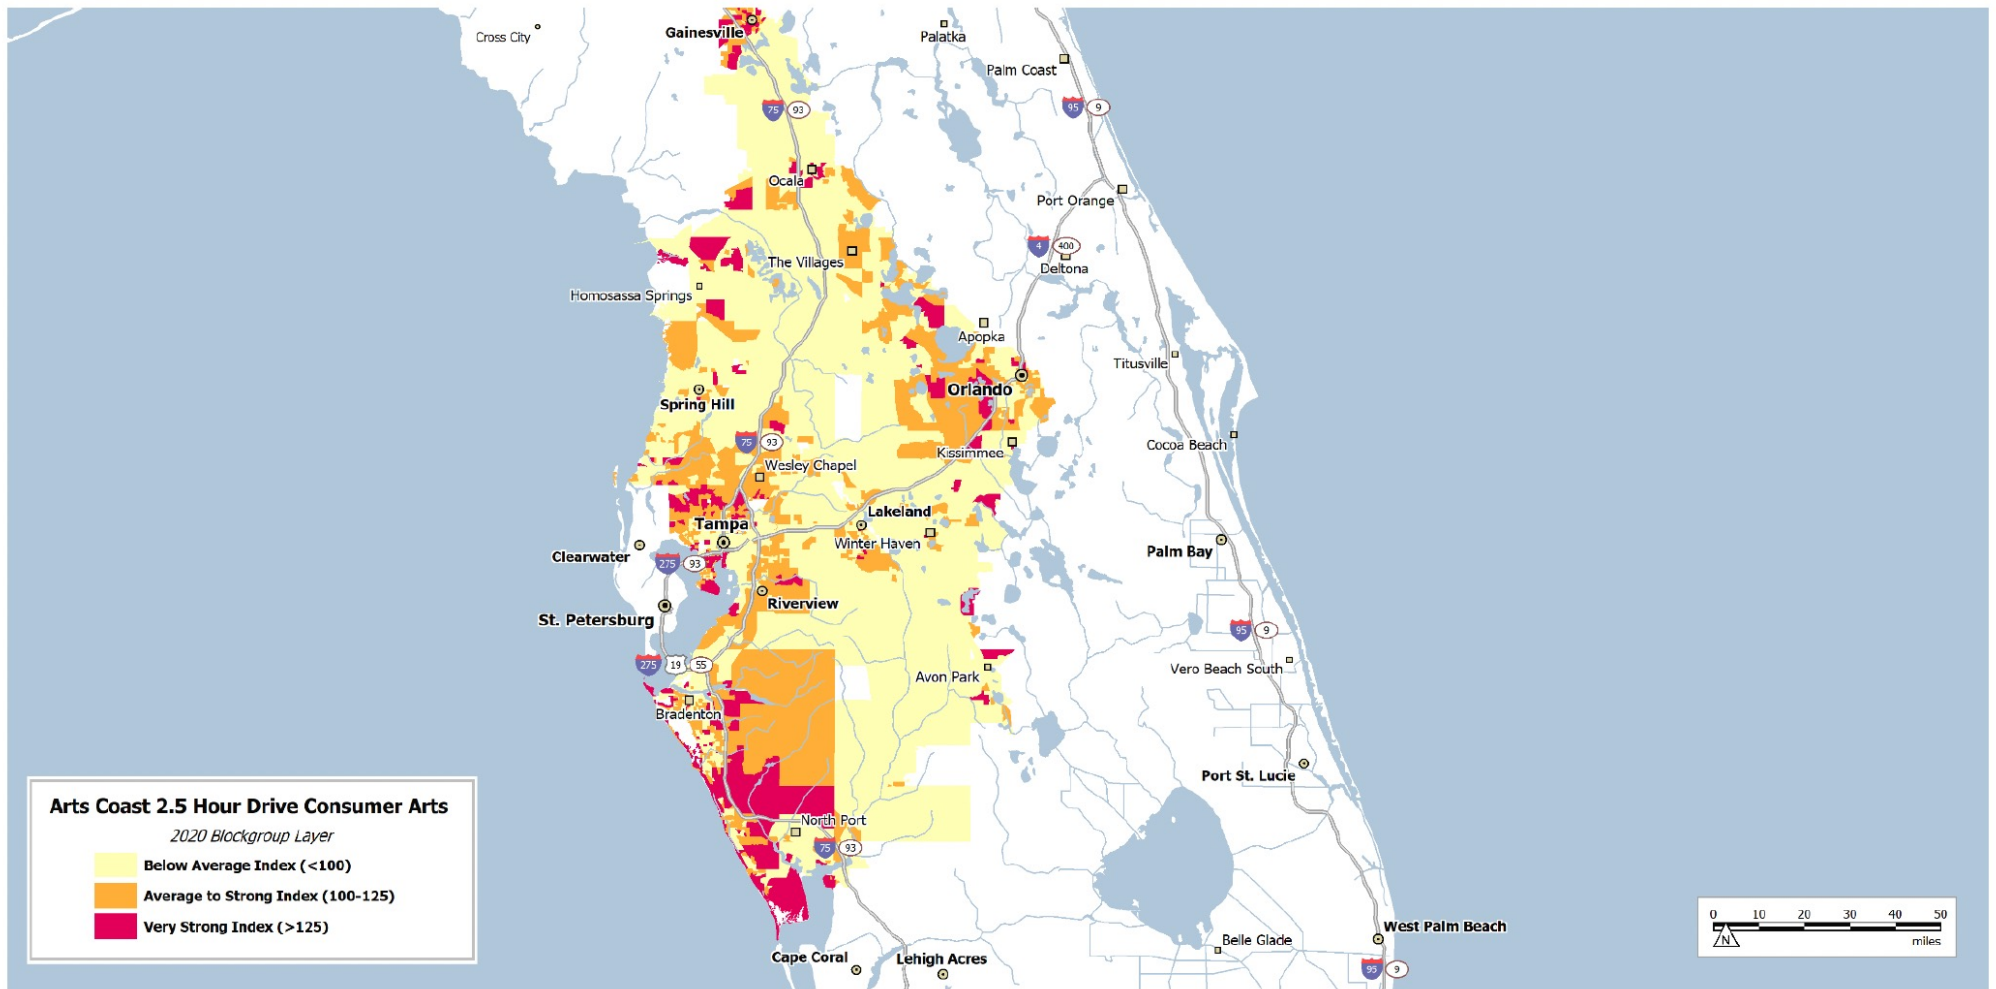 Gainesville
Cross City
Palatka
Palm Coast
75
93
95
9
Ocala
Port Orange
4
400
The Villages
Deltona
Homosassa Springs
Apopka
Titusville
Orlando
Spring Hill
75
93
Kissimmee
Cocoa Beach
Wesley Chapel
Lakeland
Tampa
Winter Haven
Clearwater
275
93
Palm Bay
Riverview
St. Petersburg
95
9
275
19
55
Avon Park
Vero Beach South
Bradenton
Port St. Lucie
North Port
75
93
West Palm Beach
Belle Glade
Cape Coral
Lehigh Acres
95
9
Arts Coast 2.5 Hour Drive Consumer Arts
2020 Blockgroup Layer
Below Average Index (<100)
Average to Strong Index (100-125)
Very Strong Index (>125)
0 10 20 30 40 50
N
miles